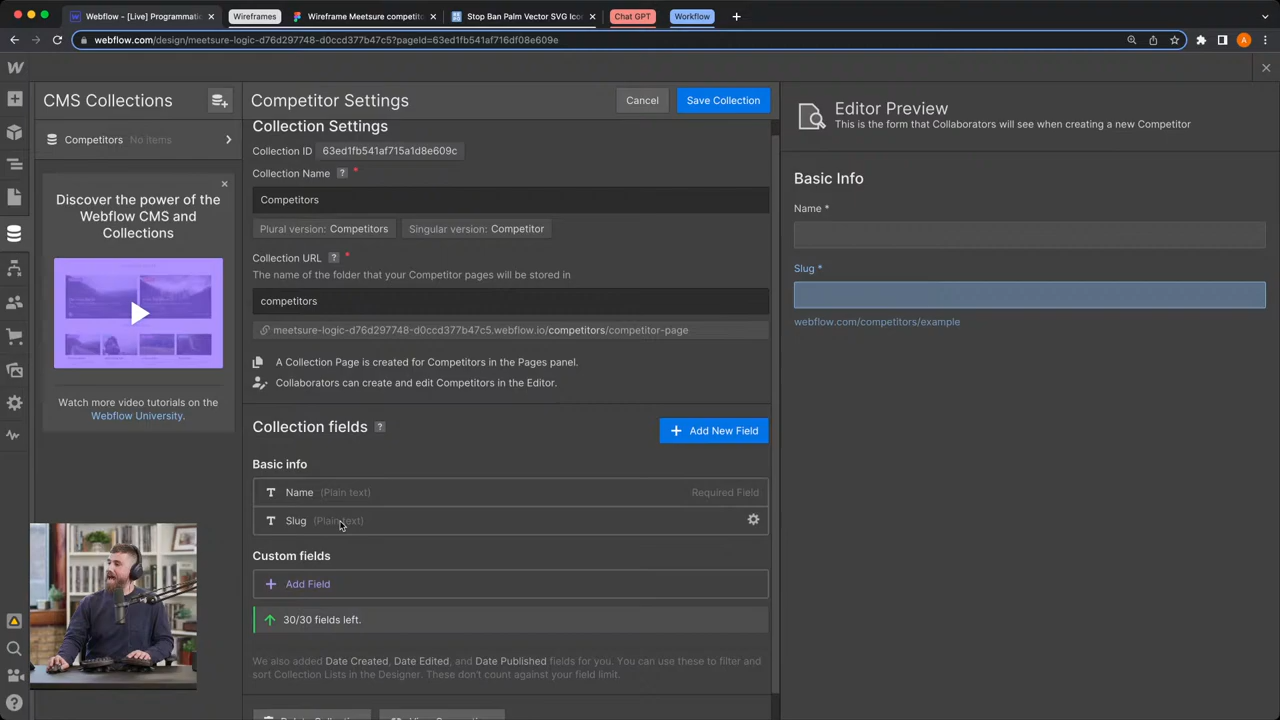 Webflow - [Live] Programmatic
Wireframes
Wireframe Meetsure competito
Stop Ban Palm Vector SVG Icon
Chat GPT
Workflow
webflow.com/design/meetsure-logic-d76d297748-d0ccd377b47c5?pageId=63ed1fb541af716df08e609e
CMS Collections
Competitors No items
Discover the power of the
Webflow CMS and
Collections
Watch more video tutorials on the
Webflow University.
Competitor Settings
Cancel
Save Collection
Collection Settings
Collection ID 63ed1fb541af715a1d8e609c
Collection Name ? *
Competitors
Plural version: Competitors
Singular version: Competitor
Collection URL ? *
The name of the folder that your Competitor pages will be stored in
competitors
meetsure-logic-d76d297748-d0ccd377b47c5.webflow.io/competitors/competitor-page
A Collection Page is created for Competitors in the Pages panel.
Collaborators can create and edit Competitors in the Editor.
Collection fields ?
+ Add New Field
Basic info
Name (Plain text) Required Field
Slug (Plain text)
Custom fields
+ Add Field
30/30 fields left.
We also added Date Created, Date Edited, and Date Published fields for you. You can use these to filter and
sort Collection Lists in the Designer. These don't count against your field limit.
Editor Preview
This is the form that Collaborators will see when creating a new Competitor
Basic Info
Name *
Slug *
webflow.com/competitors/example